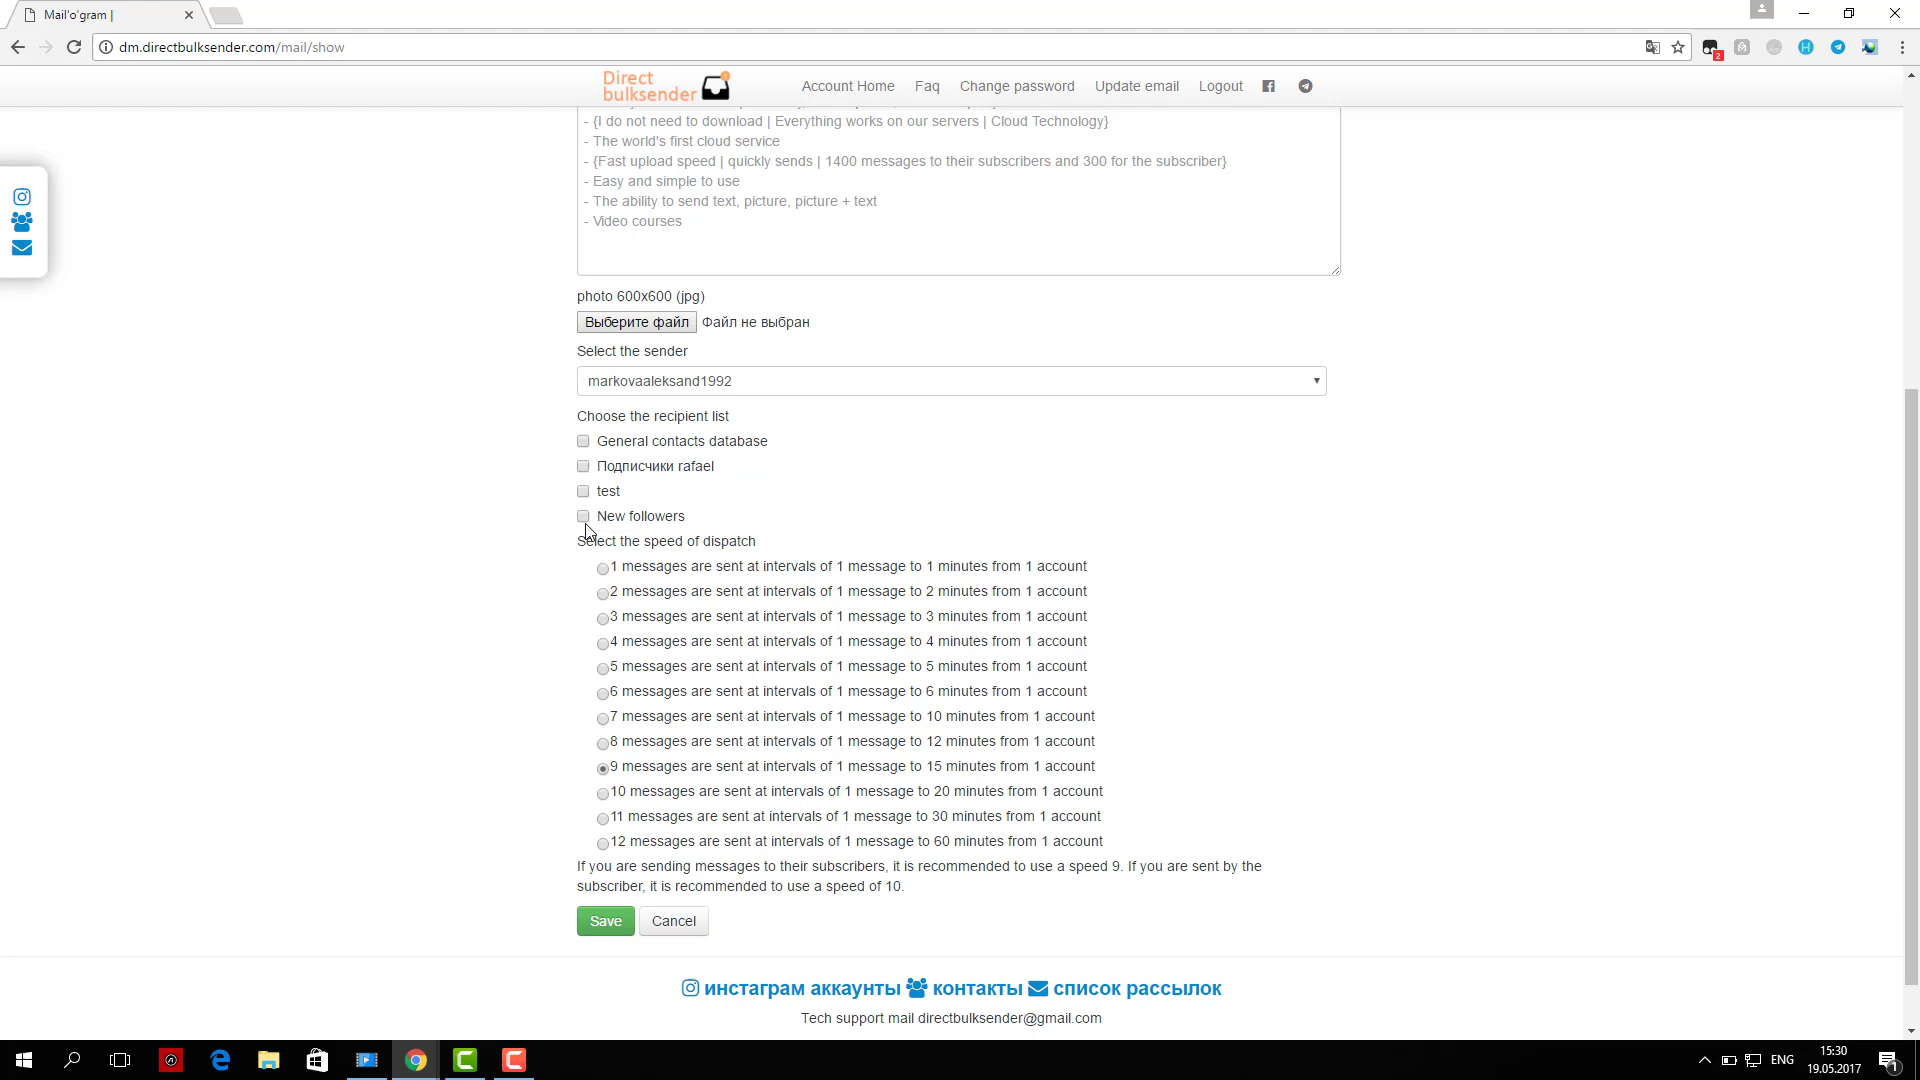 Mail'o'gram |
dm.directbulksender.com/mail/show
2
Direct
bulksender
Account Home
Faq
Change password
Update email
Logout
- {I do not need to download | Everything works on our servers | Cloud Technology}
- The world's first cloud service
- {Fast upload speed | quickly sends | 1400 messages to their subscribers and 300 for the subscriber}
- Easy and simple to use
- The ability to send text, picture, picture + text
- Video courses
photo 600x600 (jpg)
Выберите файл Файл не выбран
Select the sender
markovaaleksand1992
Choose the recipient list
General contacts database
Подписчики rafael
test
New followers
Select the speed of dispatch
1 messages are sent at intervals of 1 message to 1 minutes from 1 account
2 messages are sent at intervals of 1 message to 2 minutes from 1 account
3 messages are sent at intervals of 1 message to 3 minutes from 1 account
4 messages are sent at intervals of 1 message to 4 minutes from 1 account
5 messages are sent at intervals of 1 message to 5 minutes from 1 account
6 messages are sent at intervals of 1 message to 6 minutes from 1 account
7 messages are sent at intervals of 1 message to 10 minutes from 1 account
8 messages are sent at intervals of 1 message to 12 minutes from 1 account
9 messages are sent at intervals of 1 message to 15 minutes from 1 account
10 messages are sent at intervals of 1 message to 20 minutes from 1 account
11 messages are sent at intervals of 1 message to 30 minutes from 1 account
12 messages are sent at intervals of 1 message to 60 minutes from 1 account
If you are sending messages to their subscribers, it is recommended to use a speed 9. If you are sent by the
subscriber, it is recommended to use a speed of 10.
Save
Cancel
инстаграм аккаунты контакты список рассылок
Tech support mail directbulksender@gmail.com
ENG
15:30
19.05.2017
1